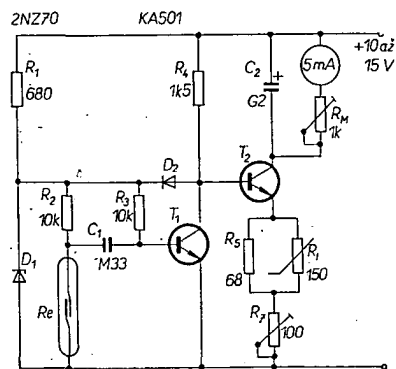 2NZ70 KA501
+10 až
15 V
R1
680
R4
1k5
C2 +
G2
5mA
RM
1k
D2
T2
R2
10k
R3
10k
C1
M33
T1
D1
Re
R5
68
150
R7
100